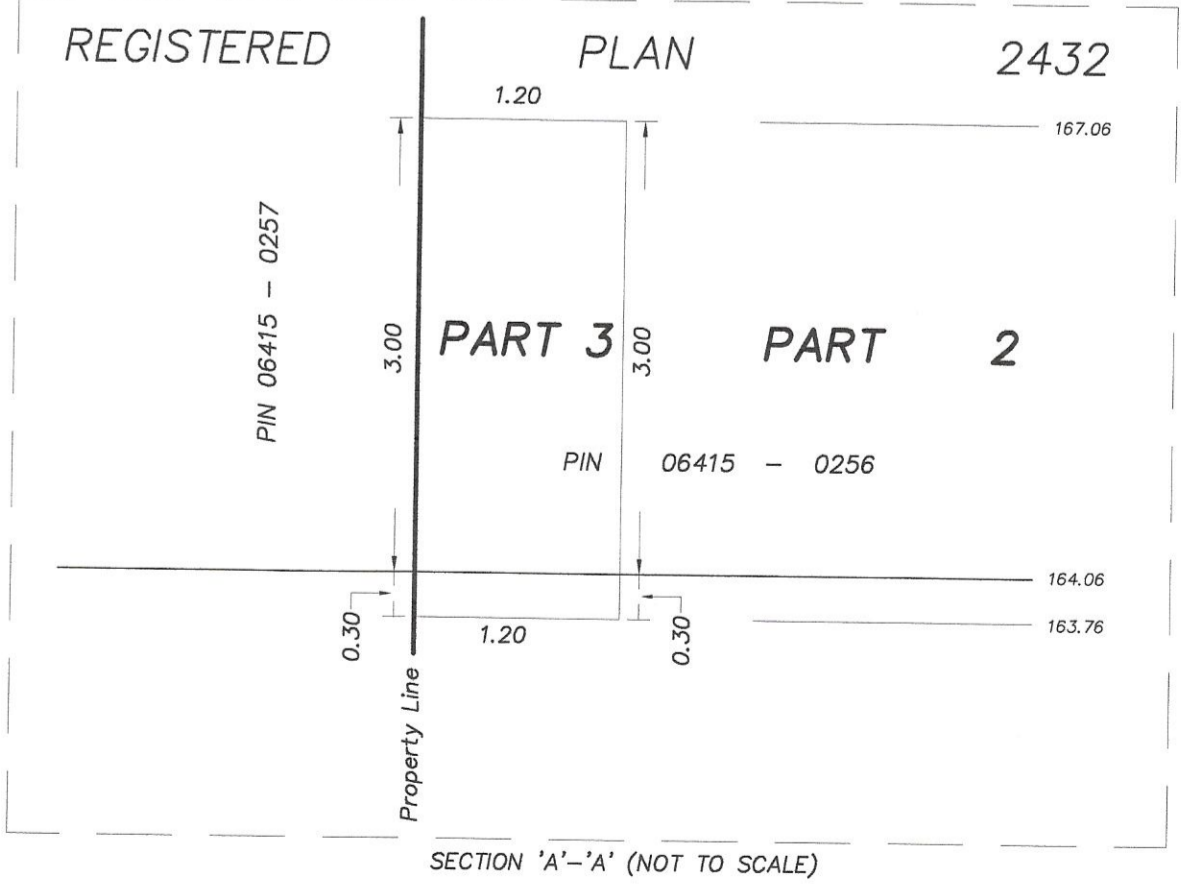 REGISTERED PLAN 2432
1.20
167.06
PIN 06415 – 0257
3.00
PART 3
3.00
PART 2
PIN 06415 – 0256
164.06
0.30
1.20
0.30
163.76
Property Line
SECTION 'A'–'A' (NOT TO SCALE)